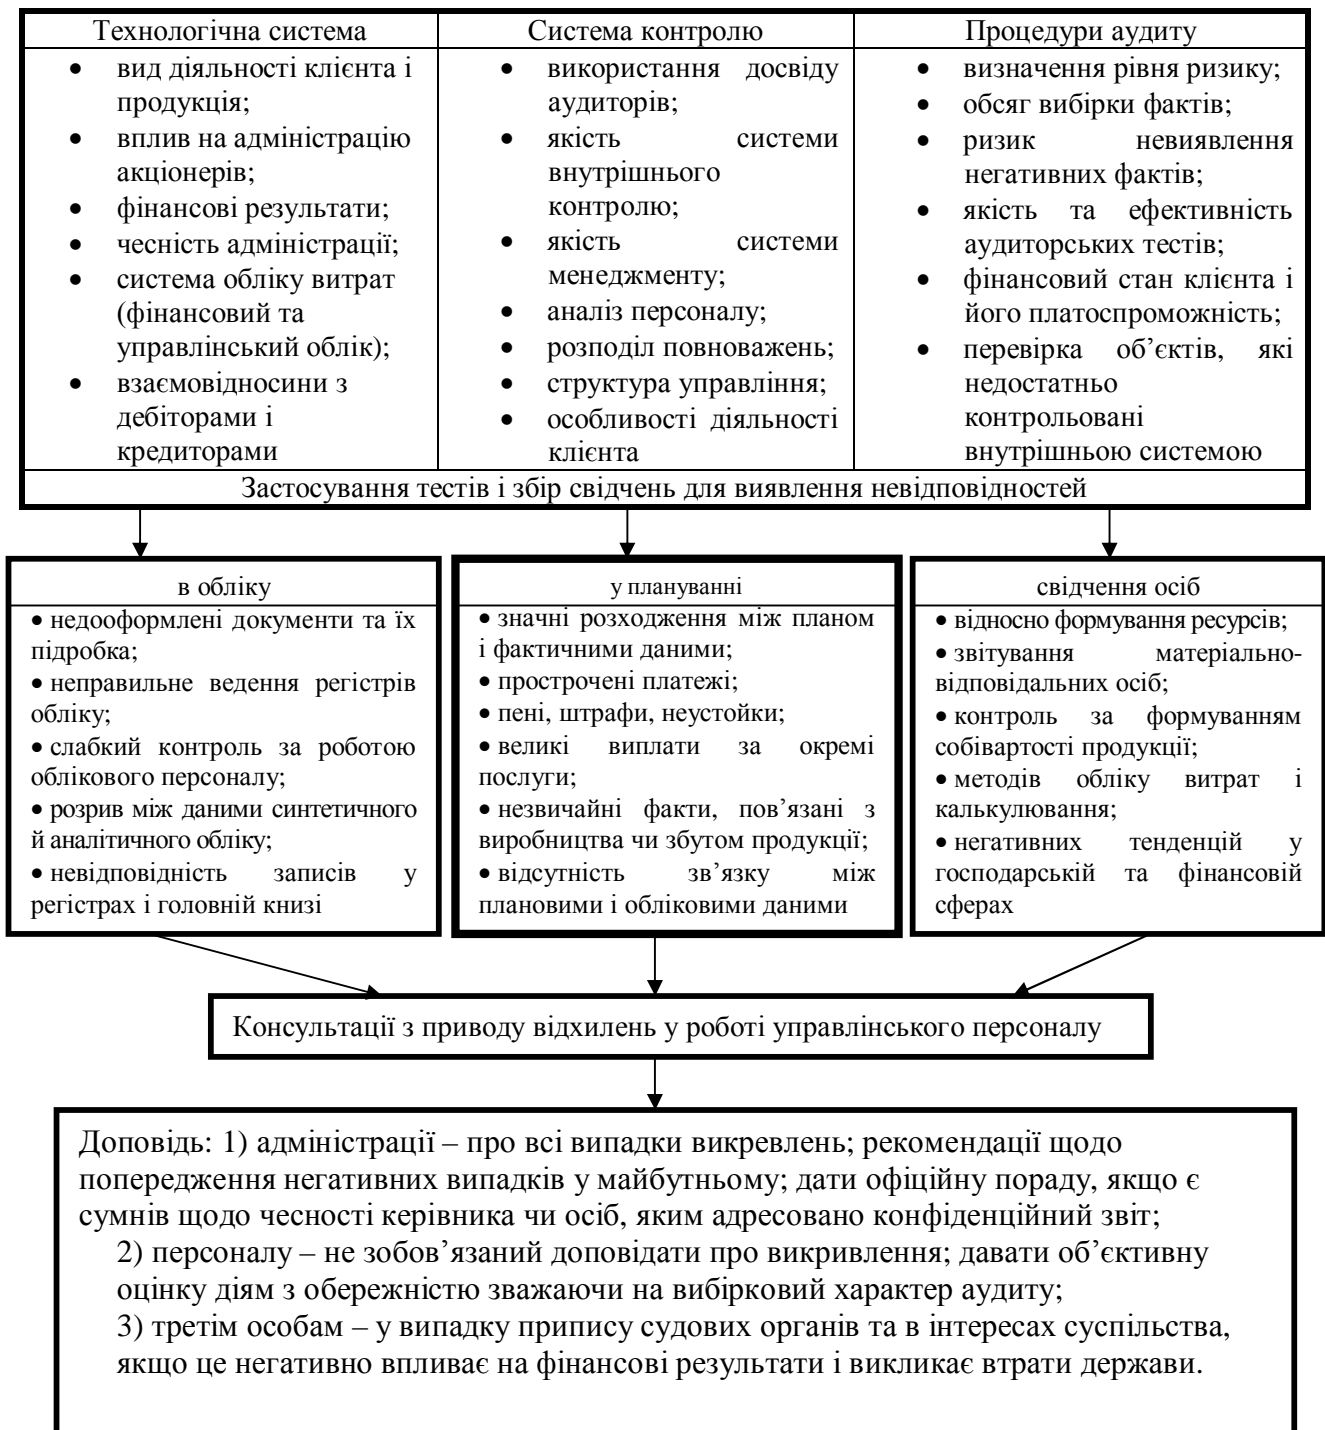 Технологічна система
вид діяльності клієнта і
продукція;
вплив на адміністрацію
акціонерів;
фінансові результати;
чесність адміністрації;
система обліку витрат
(фінансовий та
управлінський облік);
взаємовідносини з
дебіторами і
кредиторами
Система контролю
використання досвіду
аудиторів;
якість системи
внутрішнього
контролю;
якість системи
менеджменту;
аналіз персоналу;
розподіл повноважень;
структура управління;
особливості діяльності
клієнта
Процедури аудиту
визначення рівня ризику;
обсяг вибірки фактів;
ризик невиявлення
негативних фактів;
якість та ефективність
аудиторських тестів;
фінансовий стан клієнта і
його платоспроможність;
перевірка об’єктів, які
недостатньо
контрольовані
внутрішньою системою
Застосування тестів і збір свідчень для виявлення невідповідностей
в обліку
• недооформлені документи та їх
підробка;
• неправильне ведення регістрів
обліку;
• слабкий контроль за роботою
облікового персоналу;
• розрив між даними синтетичного
й аналітичного обліку;
• невідповідність записів у
регістрах і головній книзі
у плануванні
• значні розходження між планом
і фактичними даними;
• прострочені платежі;
• пені, штрафи, неустойки;
• великі виплати за окремі
послуги;
• незвичайні факти, пов’язані з
виробництва чи збутом продукції;
• відсутність зв’язку між
плановими і обліковими даними
свідчення осіб
• відносно формування ресурсів;
• звітування матеріально-
відповідальних осіб;
• контроль за формуванням
собівартості продукції;
• методів обліку витрат і
калькулювання;
• негативних тенденцій у
господарській та фінансовій
сферах
Консультації з приводу відхилень у роботі управлінського персоналу
Доповідь: 1) адміністрації – про всі випадки викревлень; рекомендації щодо
попередження негативних випадків у майбутньому; дати офіційну пораду, якщо є
сумнів щодо чесності керівника чи осіб, яким адресовано конфіденційний звіт;
2) персоналу – не зобов’язаний доповідати про викривлення; давати об’єктивну
оцінку діям з обережністю зважаючи на вибірковий характер аудиту;
3) третім особам – у випадку припису судових органів та в інтересах суспільства,
якщо це негативно впливає на фінансові результати і викликає втрати держави.